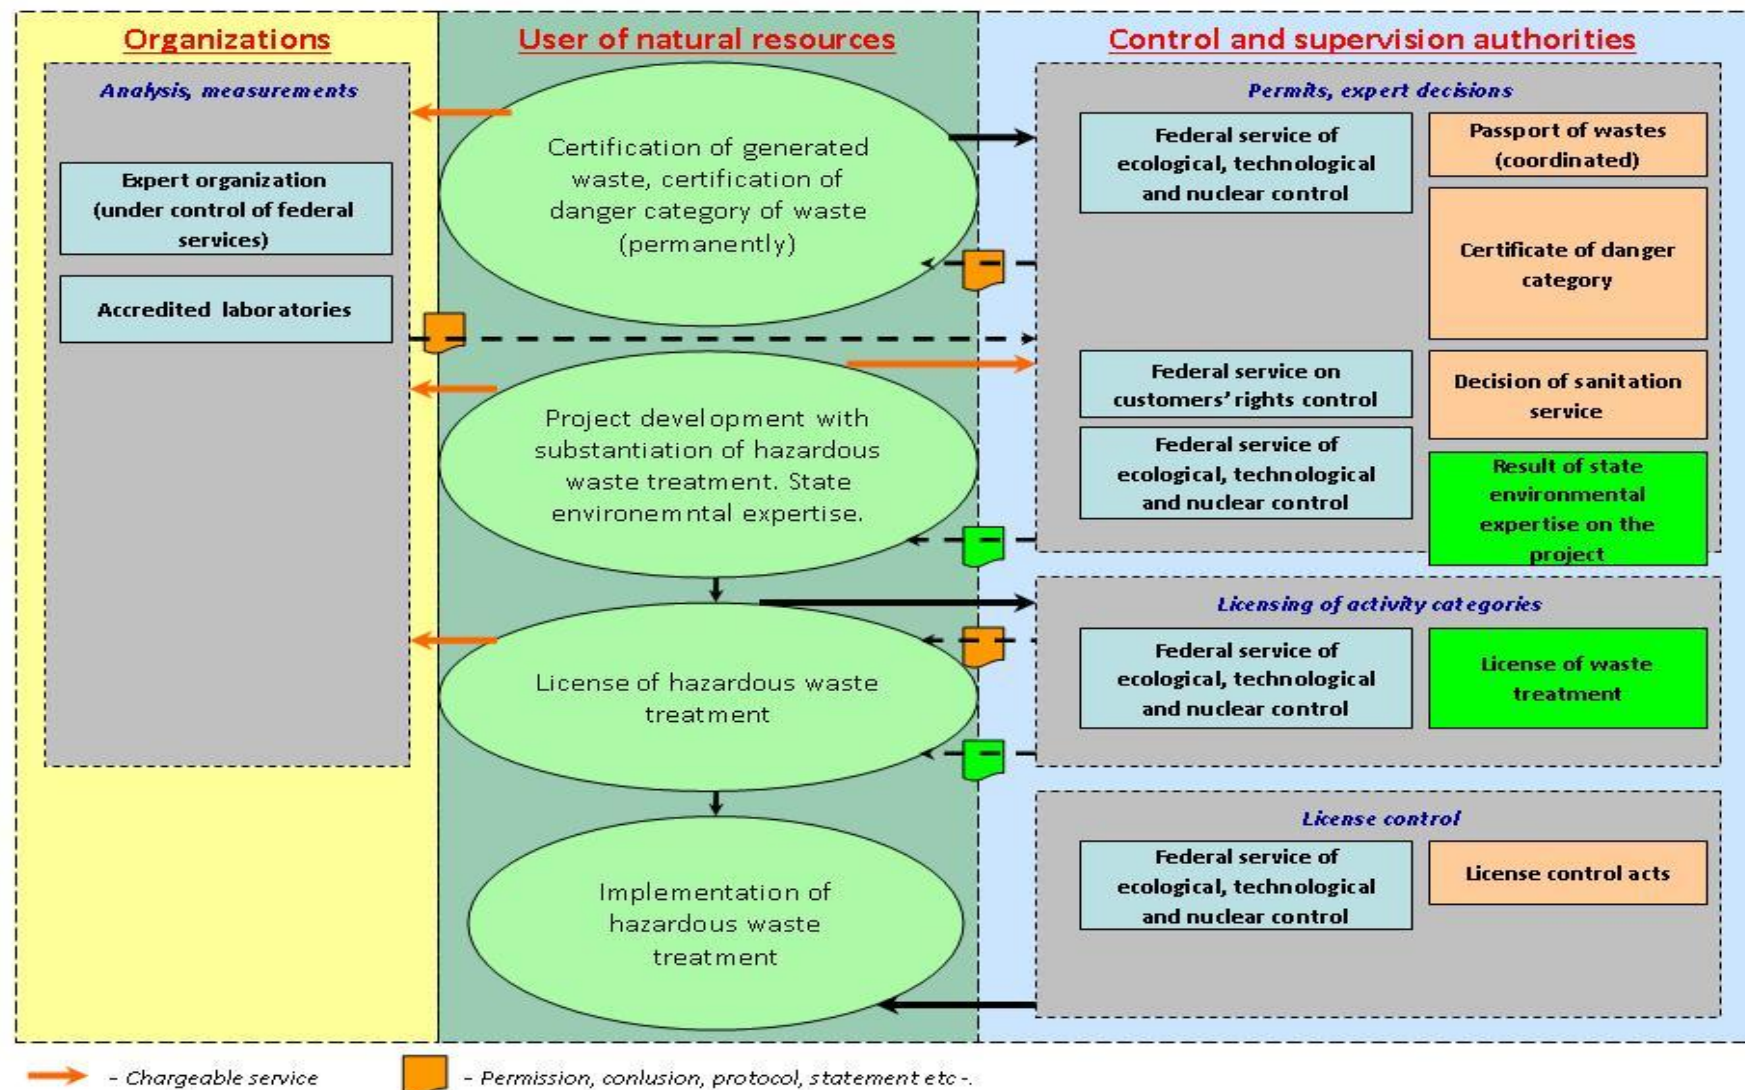 Organizations
User of natural resources
Control and supervision authorities
Analysis, measurements
Expert organization
(under control of federal
services)
Accredited laboratories
Certification of generated
waste, certification of
danger category of waste
(permanently)
Project development with
substantiation of hazardous
waste treatment. State
environemntal expertise.
License of hazardous waste
treatment
Implementation of
hazardous waste
treatment
Permits, expert decisions
Federal service of
ecological, technological
and nuclear control
Passport of wastes
(coordinated)
Certificate of danger
category
Federal service on
customers' rights control
Decision of sanitation
service
Federal service of
ecological, technological
and nuclear control
Result of state
environmental
expertise on the
project
Licensing of activity categories
Federal service of
ecological, technological
and nuclear control
License of waste
treatment
License control
Federal service of
ecological, technological
and nuclear control
License control acts
- Chargeable service
- Permission, conlusion, protocol, statement etc -.